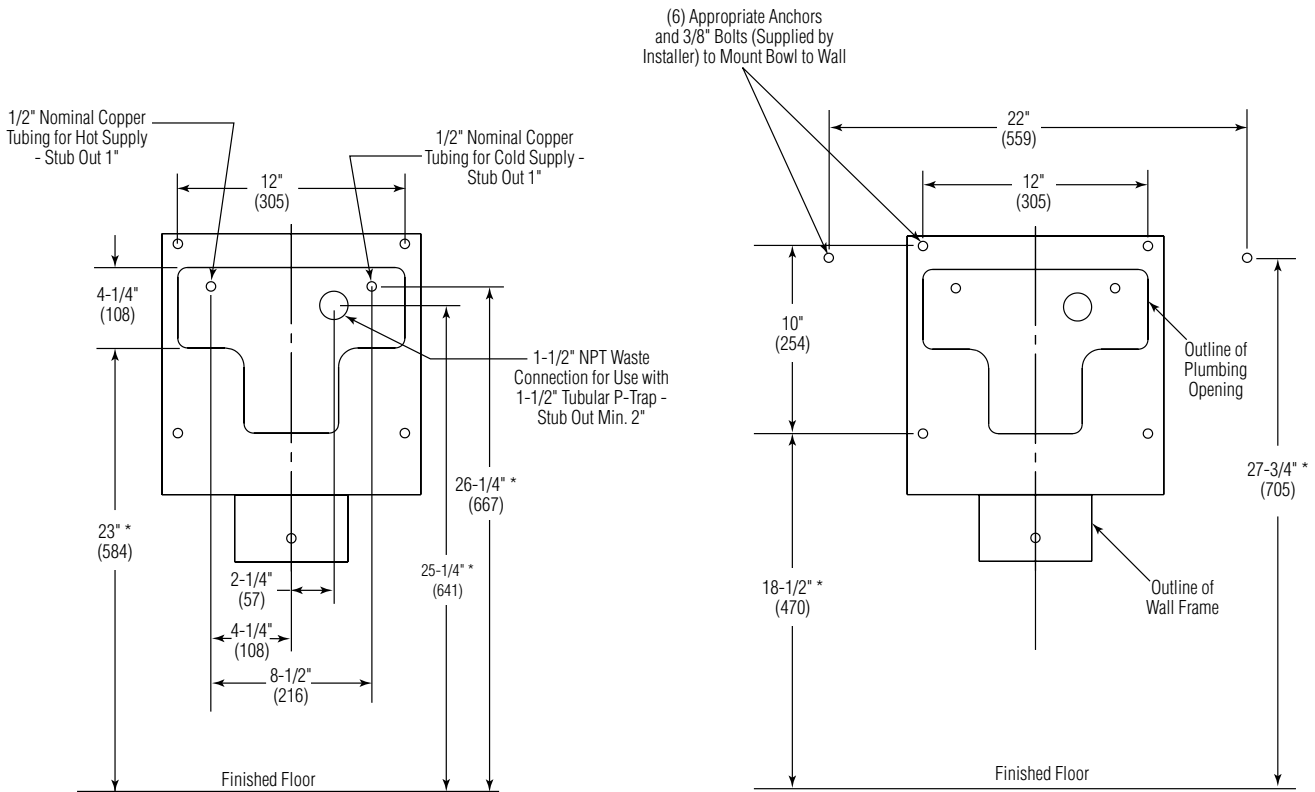 (6) Appropriate Anchors
and 3/8" Bolts (Supplied by
Installer) to Mount Bowl to Wall
1/2" Nominal Copper
Tubing for Hot Supply
- Stub Out 1"
1/2" Nominal Copper
Tubing for Cold Supply -
Stub Out 1"
12"
(305)
4-1/4"
(108)
1-1/2" NPT Waste
Connection for Use with
1-1/2" Tubular P-Trap -
Stub Out Min. 2"
26-1/4" *
(667)
23" *
(584)
25-1/4" *
(641)
2-1/4"
(57)
4-1/4"
(108)
8-1/2"
(216)
Finished Floor
22"
(559)
12"
(305)
10"
(254)
Outline of
Plumbing
Opening
27-3/4" *
(705)
18-1/2" *
(470)
Outline of
Wall Frame
Finished Floor